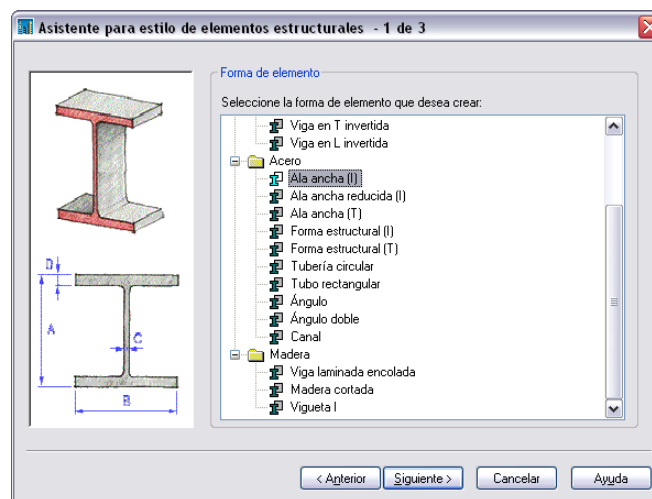 Asistente para estilo de elementos estructurales - 1 de 3
Forma de elemento
Seleccione la forma de elemento que desea crear:
Viga en T invertida
Viga en L invertida
Acero
Ala ancha (I)
Ala ancha reducida (I)
Ala ancha (T)
Forma estructural (I)
Forma estructural (T)
Tubería circular
Tubo rectangular
Ángulo
Ángulo doble
Canal
Madera
Viga laminada encolada
Madera cortada
Vigueta I
D
A
C
B
< Anterior
Siguiente >
Cancelar
Ayuda